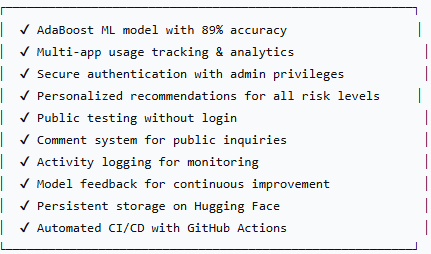 ✓ AdaBoost ML model with 89% accuracy
✓ Multi-app usage tracking & analytics
✓ Secure authentication with admin privileges
✓ Personalized recommendations for all risk levels
✓ Public testing without login
✓ Comment system for public inquiries
✓ Activity logging for monitoring
✓ Model feedback for continuous improvement
✓ Persistent storage on Hugging Face
✓ Automated CI/CD with GitHub Actions